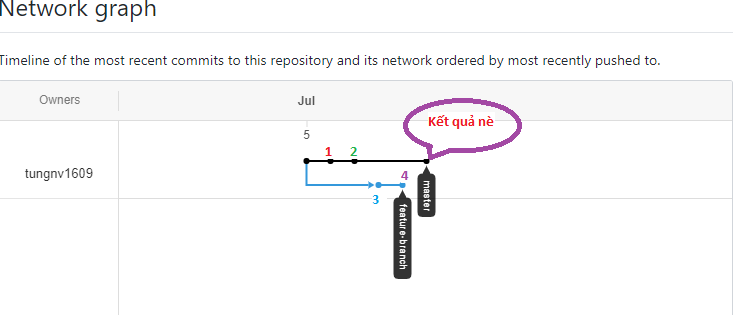 Network graph
Timeline of the most recent commits to this repository and its network ordered by most recently pushed to.
Owners
Jul
Kết quả nè
5
1 2
tungnv1609
4
3
master
feature-branch